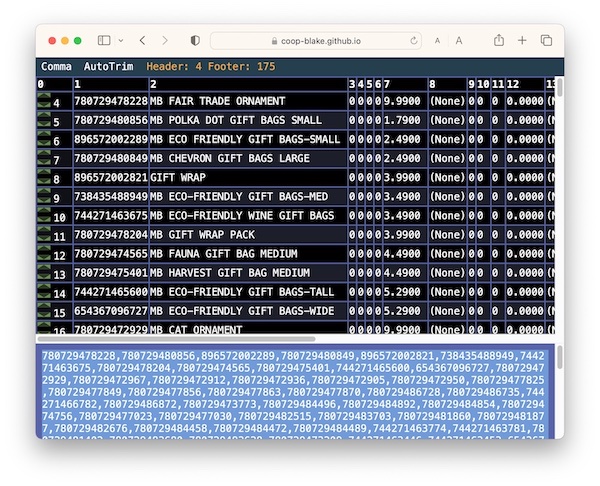 coop-blake.github.io
A A
Comma AutoTrim Header: 4 Footer: 175
0 1 2 3 4 5 6 7 8 9 10 11 12 13
4 780729478228 MB FAIR TRADE ORNAMENT 0 0 0 0 9.9900 (None) 0 0 0 0.0000 (N
5 780729480856 MB POLKA DOT GIFT BAGS SMALL 0 0 0 0 1.7900 (None) 0 0 0 0.0000 (N
6 896572002289 MB ECO FRIENDLY GIFT BAGS-SMALL 0 0 0 0 2.4900 (None) 0 0 0 0.0000 (N
7 780729480849 MB CHEVRON GIFT BAGS LARGE 0 0 0 0 2.4900 (None) 0 0 0 0.0000 (N
8 896572002821 GIFT WRAP 0 0 0 0 3.9900 (None) 0 0 0 0.0000 (N
9 738435488949 MB ECO-FRIENDLY GIFT BAGS-MED 0 0 0 0 3.4900 (None) 0 0 0 0.0000 (N
10 744271463675 MB ECO-FRIENDLY WINE GIFT BAGS 0 0 0 0 3.4900 (None) 0 0 0 0.0000 (N
11 780729478204 MB GIFT WRAP PACK 0 0 0 0 3.9900 (None) 0 0 0 0.0000 (N
12 780729474565 MB FAUNA GIFT BAG MEDIUM 0 0 0 0 4.4900 (None) 0 0 0 0.0000 (N
13 780729475401 MB HARVEST GIFT BAG MEDIUM 0 0 0 0 4.4900 (None) 0 0 0 0.0000 (N
14 744271465600 MB ECO-FRIENDLY GIFT BAGS-TALL 0 0 0 0 5.2900 (None) 0 0 0 0.0000 (N
15 654367096727 MB ECO-FRIENDLY GIFT BAGS-WIDE 0 0 0 0 5.2900 (None) 0 0 0 0.0000 (N
16 780729472929 MB CAT ORNAMENT 0 0 0 0 9.9900 (None) 0 0 0 0.0000 (N
780729478228,780729480856,896572002289,780729480849,896572002821,738435488949,744
271463675,780729478204,780729474565,780729475401,744271465600,654367096727,780729
472929,780729472967,780729472912,780729472936,780729472905,780729472950,780729477825
,780729477849,780729477856,780729477863,780729477870,780729486728,780729486735,744
271466782,780729486872,780729473773,780729484496,780729484892,780729484854,780729
474756,780729477023,780729477030,780729482515,780729483703,780729481860,78072948187
7,780729482676,780729484458,780729484472,780729484489,744271463774,744271463781,78